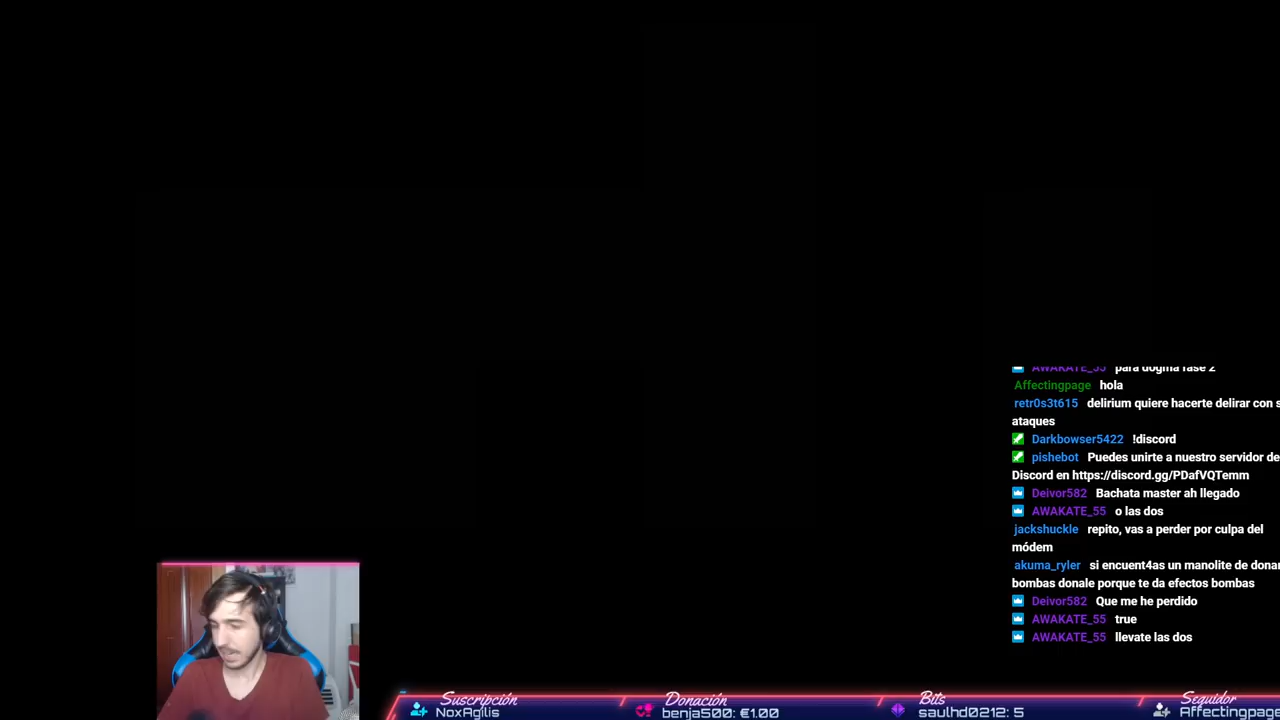 AWAKATE_55 para dogma fase 2
Affectingpage hola
retr0s3t615 delirium quiere hacerte delirar con s
ataques
Darkbowser5422 !discord
pishebot Puedes unirte a nuestro servidor de
Discord en https://discord.gg/PDafVQTemm
Deivor582 Bachata master ah llegado
AWAKATE_55 o las dos
jackshuckle repito, vas a perder por culpa del
módem
akuma_ryler si encuent4as un manolite de donar
bombas donale porque te da efectos bombas
Deivor582 Que me he perdido
AWAKATE_55 true
AWAKATE_55 llevate las dos
Suscripción Donación Bits Seguidor
NoxAgilis benja500: €1.00 saulhd0212: 5 Affectingpage